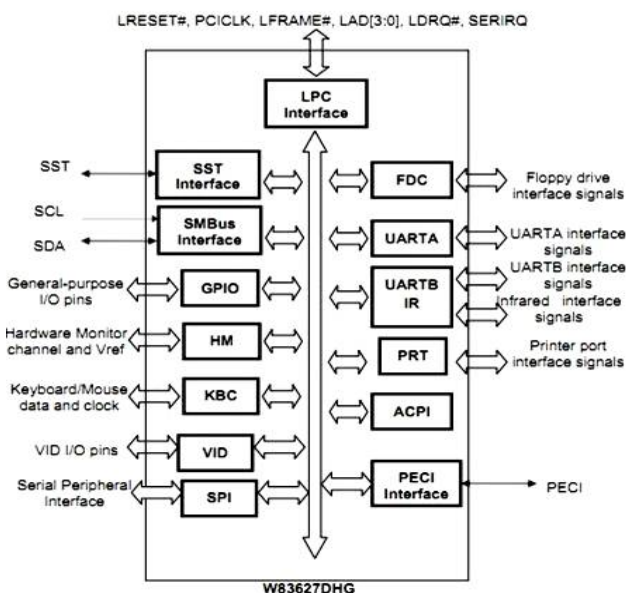 LRESET#, PCICLK, LFRAME#, LAD[3:0], LDRQ#, SERIRQ
LPC
Interface
SST
SST
Interface
SCL
SDA
SMBus
Interface
General-purpose
I/O pins
GPIO
Hardware Monitor
channel and Vref
HM
Keyboard/Mouse
data and clock
KBC
VID I/O pins
VID
Serial Peripheral
Interface
SPI
FDC
Floppy drive
interface signals
UARTA
UARTA interface
signals
UARTB
IR
UARTB interface
signals
Infrared interface
signals
PRT
Printer port
interface signals
ACPI
PECI
Interface
PECI
W83627DHG